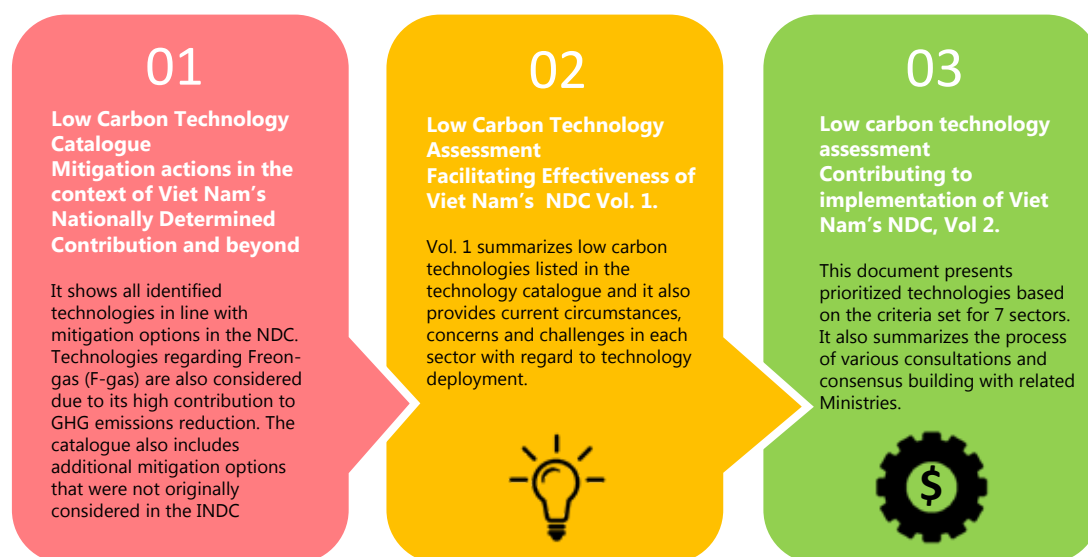 01
Low Carbon Technology
Catalogue
Mitigation actions in the
context of Viet Nam's
Nationally Determined
Contribution and beyond
It shows all identified
technologies in line with
mitigation options in the NDC.
Technologies regarding Freon-
gas (F-gas) are also considered
due to its high contribution to
GHG emissions reduction. The
catalogue also includes
additional mitigation options
that were not originally
considered in the INDC
02
Low Carbon Technology
Assessment
Facilitating Effectiveness of
Viet Nam's  NDC Vol. 1.
Vol. 1 summarizes low carbon
technologies listed in the
technology catalogue and it also
provides current circumstances,
concerns and challenges in each
sector with regard to technology
deployment.
03
Low carbon technology
assessment
Contributing to
implementation of Viet
Nam's NDC, Vol 2.
This document presents
prioritized technologies based
on the criteria set for 7 sectors.
It also summarizes the process
of various consultations and
consensus building with related
Ministries.
$